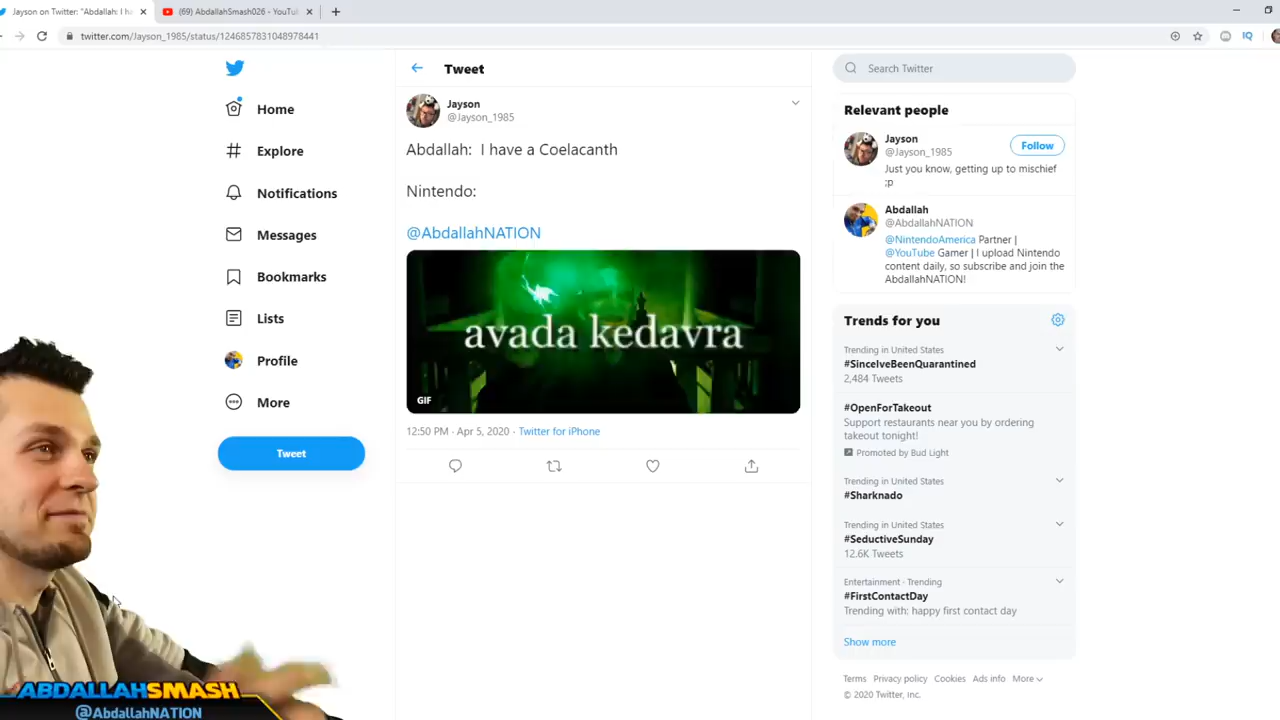 Jayson on Twitter: "Abdallah: I h
(69) AbdallahSmash026 - YouTu
twitter.com/Jayson_1985/status/1246857831048978441
IQ
Home
Explore
Notifications
Messages
Bookmarks
Lists
Profile
More
Tweet
Tweet
Jayson
@Jayson_1985
Abdallah: I have a Coelacanth
Nintendo:
@AbdallahNATION
avada kedavra
GIF
12:50 PM · Apr 5, 2020 · Twitter for iPhone
Search Twitter
Relevant people
Jayson
@Jayson_1985
Follow
Just you know, getting up to mischief
;p
Abdallah
@AbdallahNATION
@NintendoAmerica Partner |
@YouTube Gamer | I upload Nintendo
content daily, so subscribe and join the
AbdallahNATION!
Trends for you
Trending in United States
#SinceIveBeenQuarantined
2,484 Tweets
#OpenForTakeout
Support restaurants near you by ordering
takeout tonight!
Promoted by Bud Light
Trending in United States
#Sharknado
Trending in United States
#SeductiveSunday
12.6K Tweets
Entertainment · Trending
#FirstContactDay
Trending with: happy first contact day
Show more
Terms Privacy policy Cookies Ads info More
© 2020 Twitter, Inc.
ABDALLAHSMASH
@AbdallahNATION